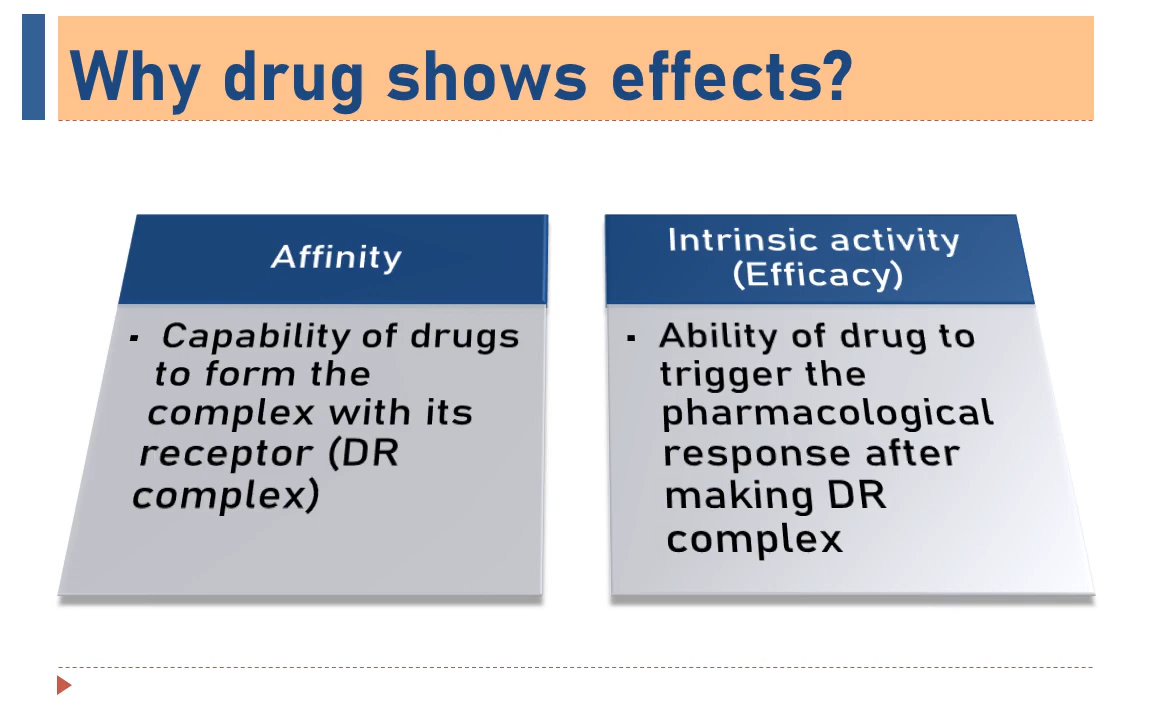 Why drug shows effects?
Affinity
▪ Capability of drugs
to form the
complex with its
receptor (DR
complex)
Intrinsic activity
(Efficacy)
▪ Ability of drug to
trigger the
pharmacological
response after
making DR
complex